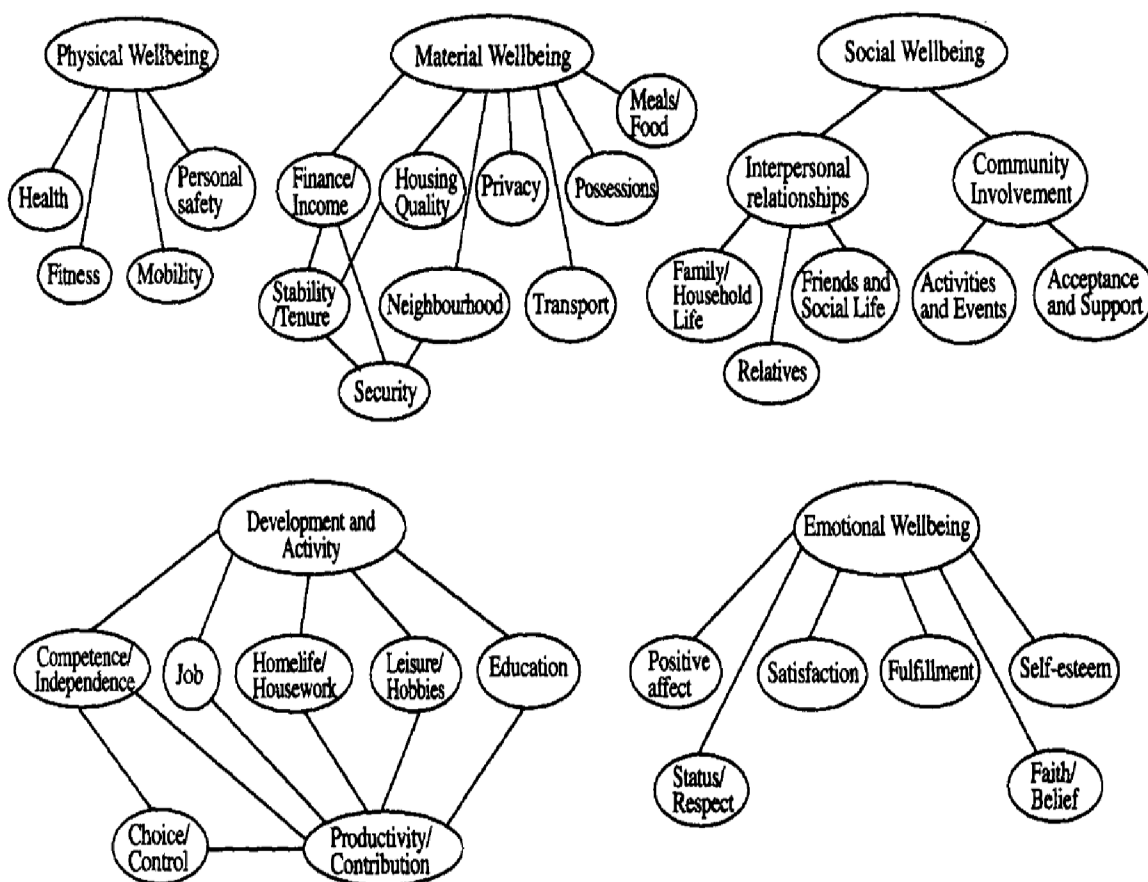 Physical Wellbeing
Health
Fitness
Mobility
Personal
safety
Material Wellbeing
Meals/
Food
Finance/
Income
Housing
Quality
Privacy
Possessions
Stability
/Tenure
Neighbourhood
Transport
Security
Social Wellbeing
Interpersonal
relationships
Community
Involvement
Family/
Household
Life
Friends and
Social Life
Relatives
Activities
and Events
Acceptance
and Support
Development and
Activity
Competence/
Independence
Job
Homelife/
Housework
Leisure/
Hobbies
Education
Choice/
Control
Productivity/
Contribution
Emotional Wellbeing
Positive
affect
Satisfaction
Fulfillment
Self-esteem
Status/
Respect
Faith/
Belief